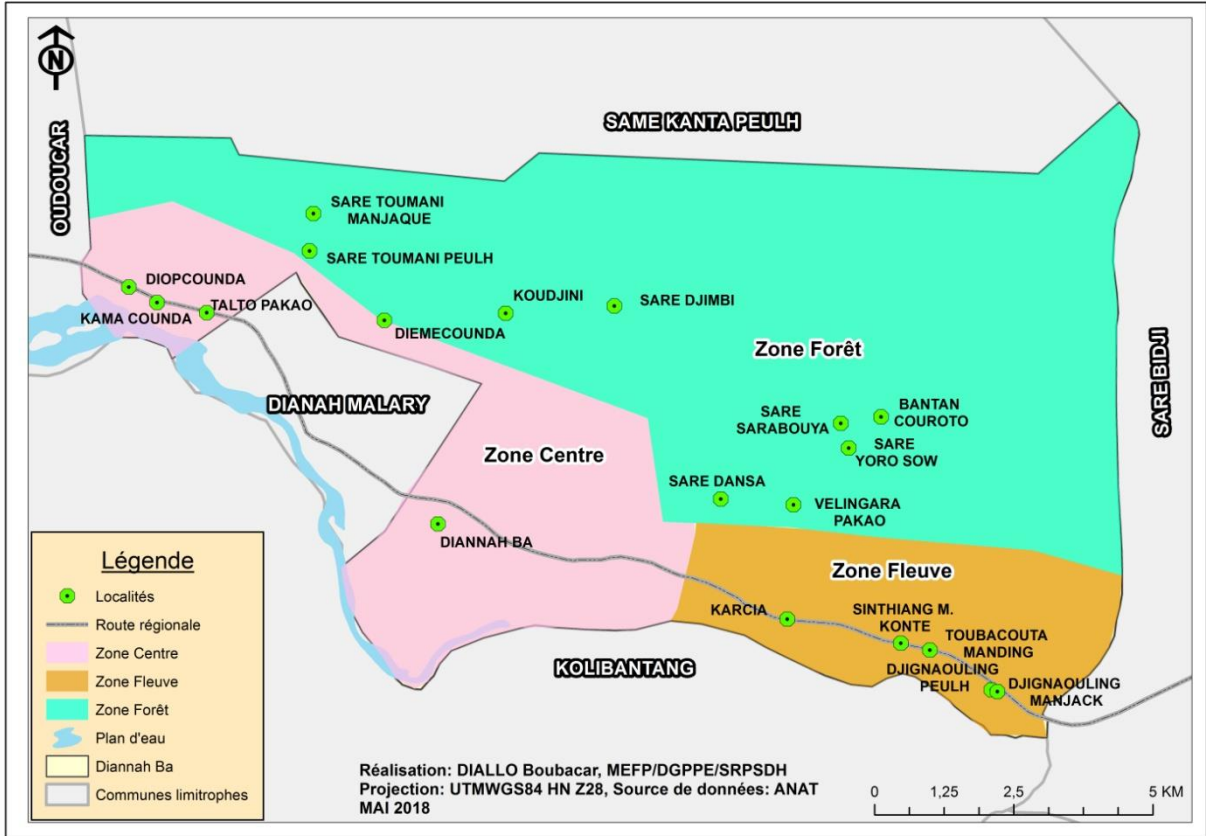 N
SAME KANTA PEULH
OUDOUCAR
SARE TOUMANI
MANJAQUE
SARE TOUMANI PEULH
DIOPCOUNDA
KAMA COUNDA
TALTO PAKAO
DIEMECOUNDA
KOUDJINI
SARE DJIMBI
Zone Forêt
SARE BIDJI
DIANAH MALARY
SARE
SARABOUYA
BANTAN
COUROTO
SARE
YORO SOW
Zone Centre
SARE DANSA
VELINGARA
PAKAO
DIANNAH BA
Zone Fleuve
KARCIA
SINTHIANG M.
KONTE
TOUBACOUTA
MANDING
DJIGNAOULING
PEULH
DJIGNAOULING
MANJACK
KOLIBANTANG
Légende
Localités
Route régionale
Zone Centre
Zone Fleuve
Zone Forêt
Plan d'eau
Diannah Ba
Communes limitrophes
Réalisation: DIALLO Boubacar, MEFP/DGPPE/SRPSDH
Projection: UTMWGS84 HN Z28, Source de données: ANAT
MAI 2018
0 1,25 2,5 5 KM